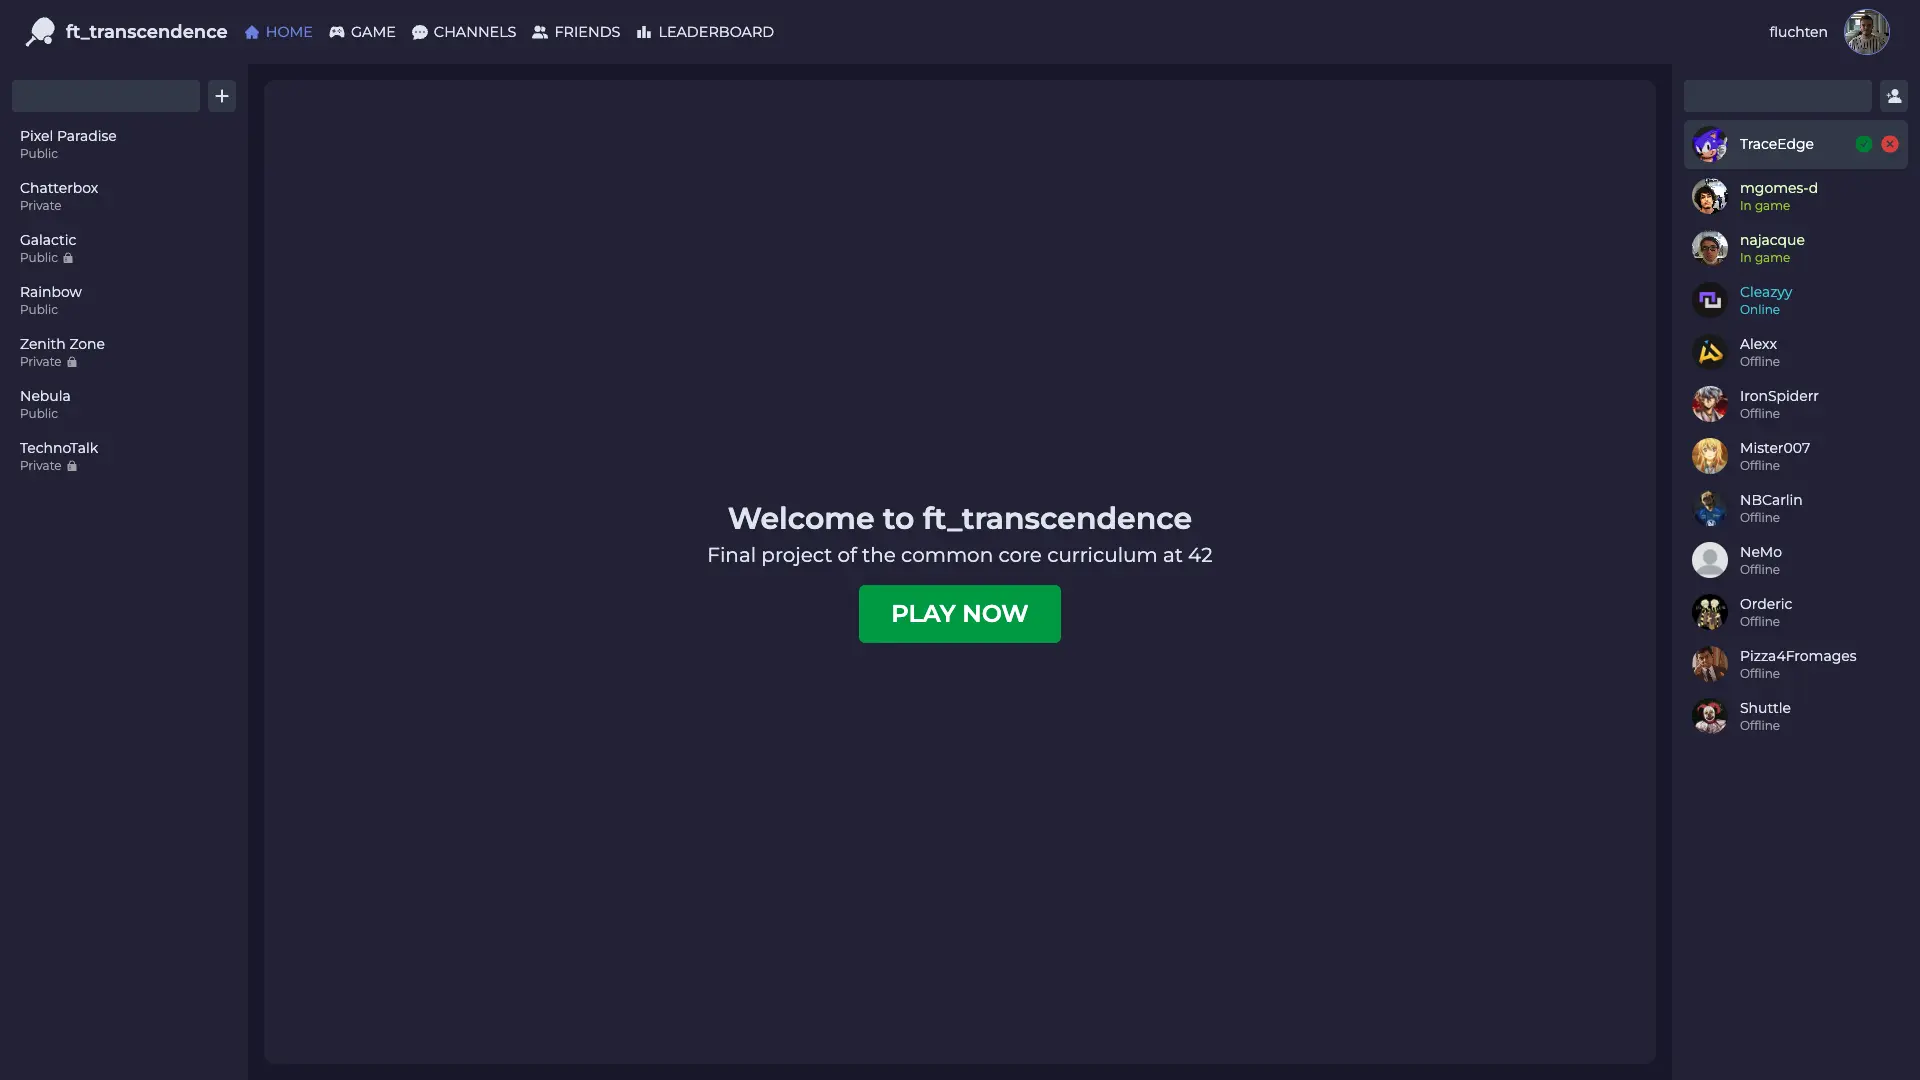 ft_transcendence
HOME
GAME
CHANNELS
FRIENDS
LEADERBOARD
fluchten
Pixel Paradise
Public
Chatterbox
Private
Galactic
Public
Rainbow
Public
Zenith Zone
Private
Nebula
Public
TechnoTalk
Private
Welcome to ft_transcendence
Final project of the common core curriculum at 42
PLAY NOW
TraceEdge
mgomes-d
In game
najacque
In game
Cleazyy
Online
Alexx
Offline
IronSpiderr
Offline
Mister007
Offline
NBCarlin
Offline
NeMo
Offline
Orderic
Offline
Pizza4Fromages
Offline
Shuttle
Offline